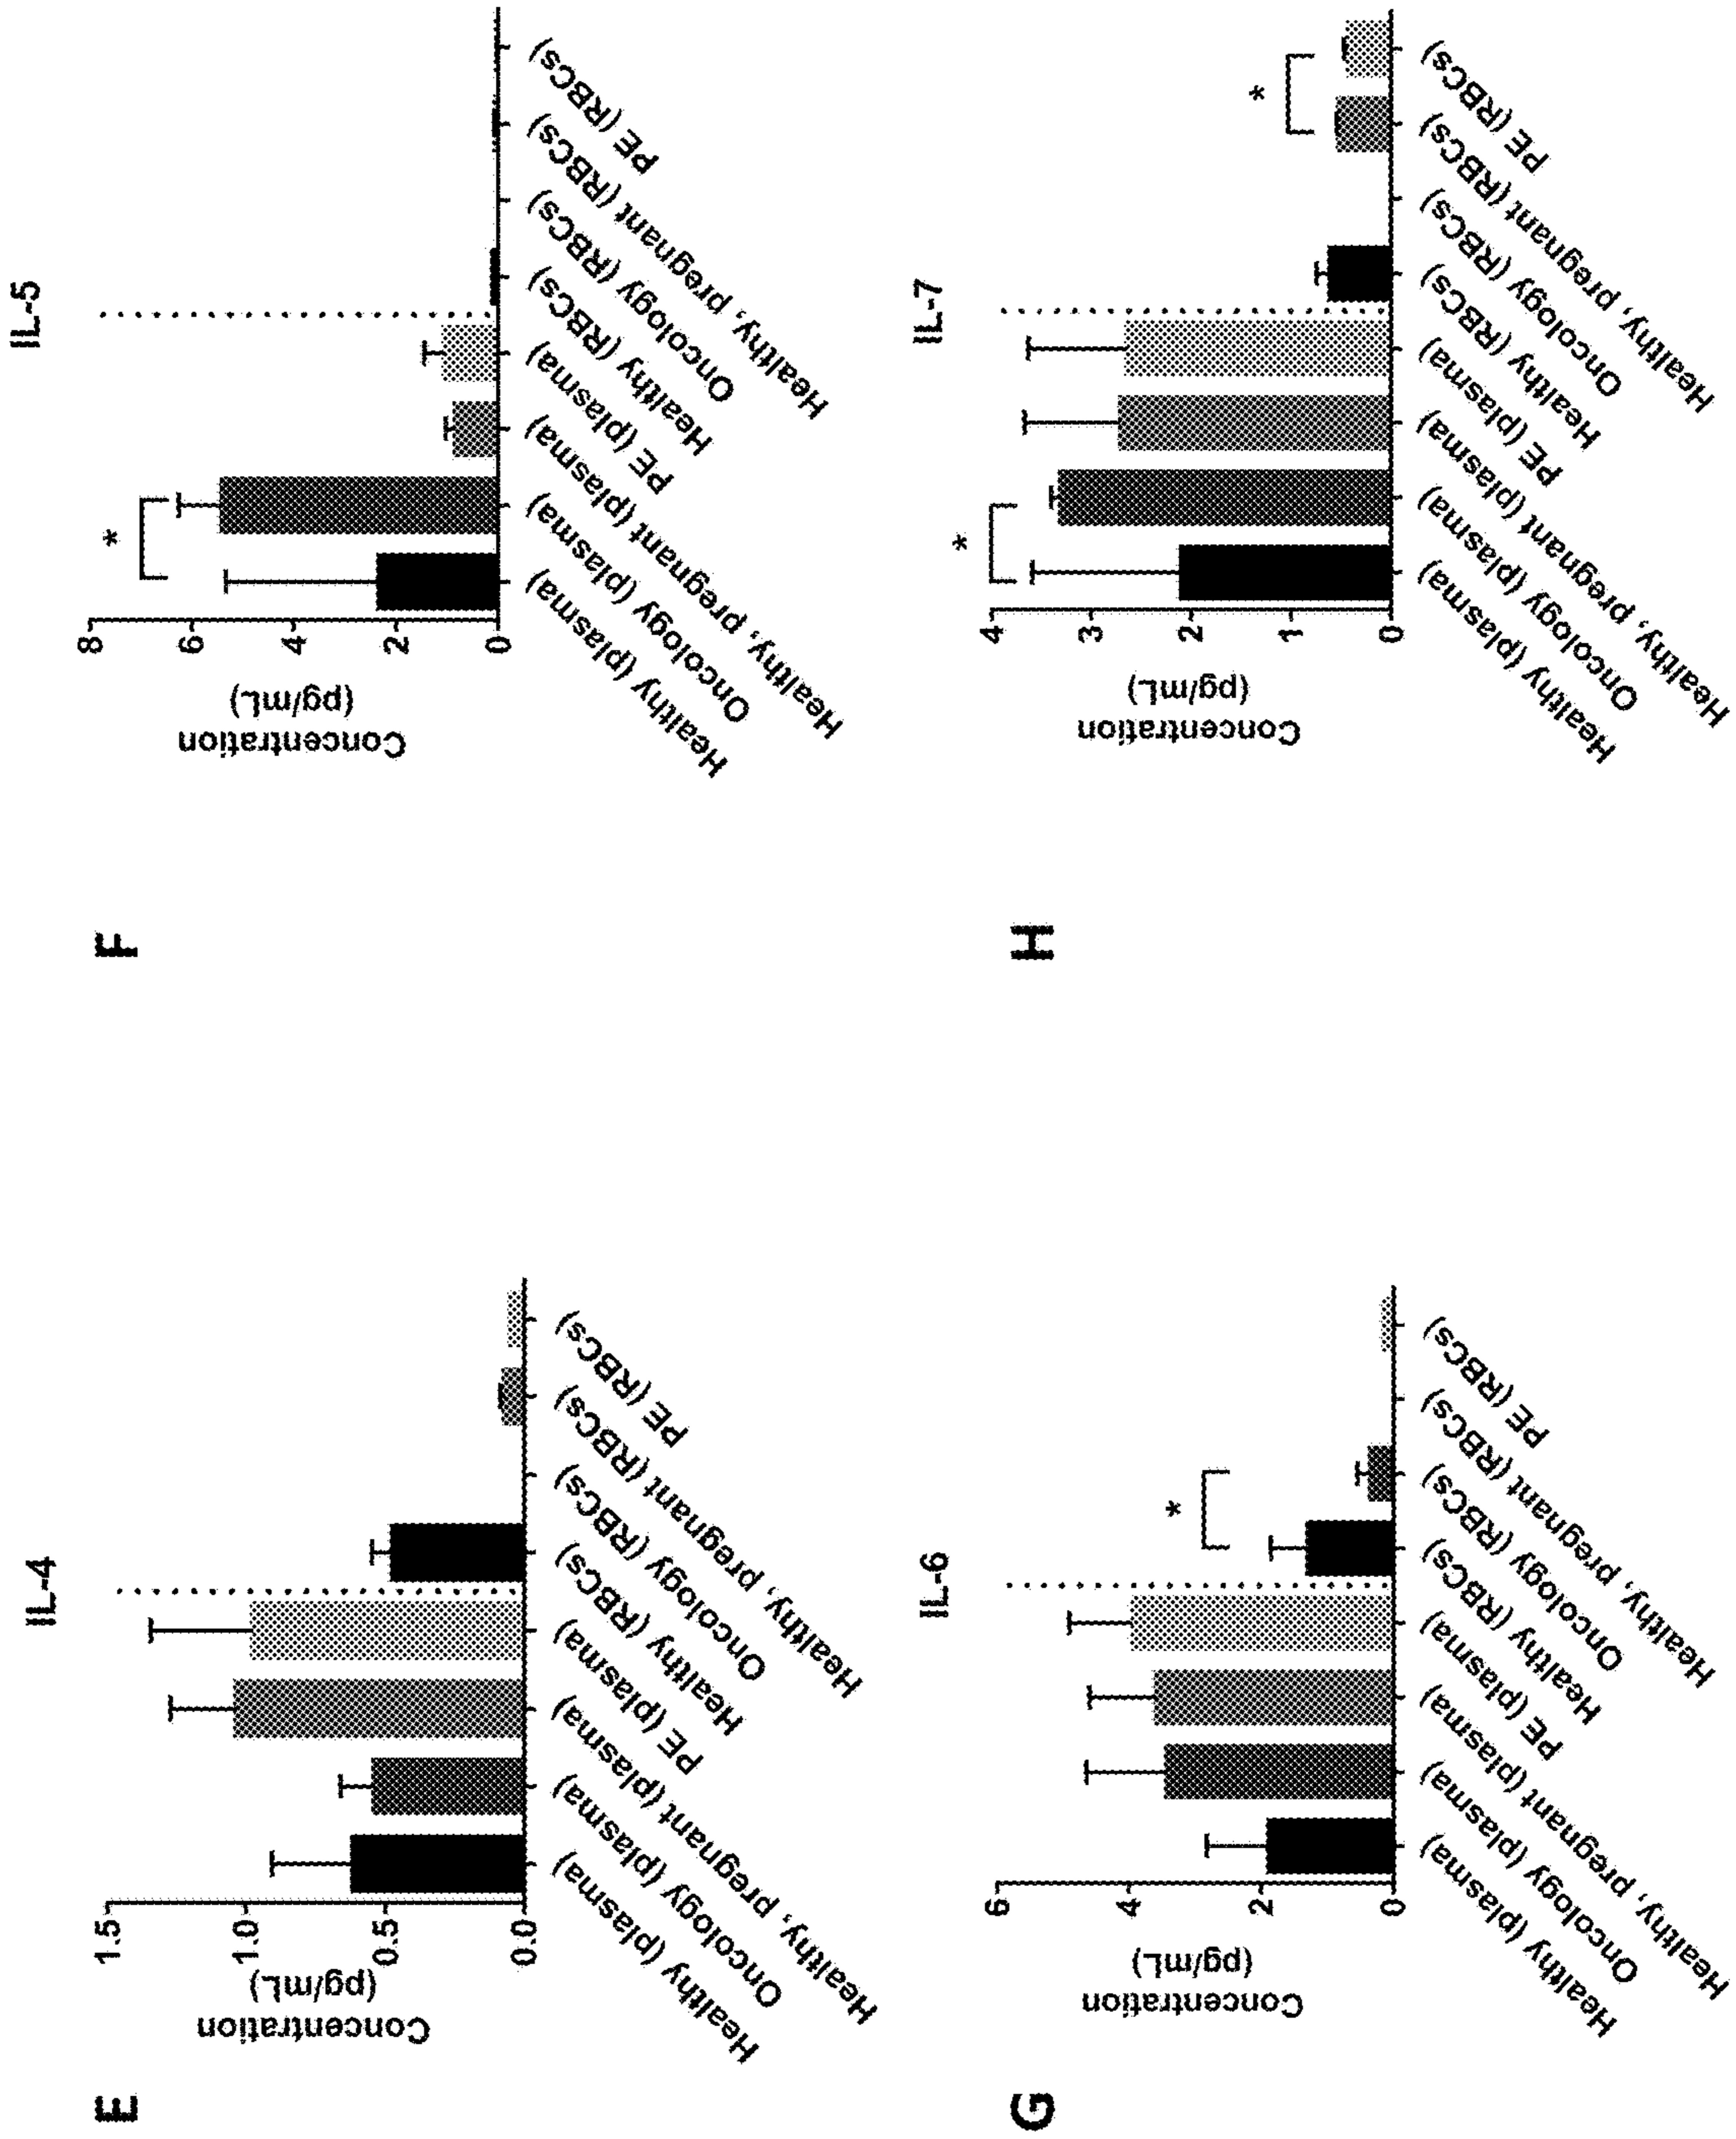 E
IL-4
Concentration
(pg/mL)
1.5
1.0
0.5
0.0
Healthy (plasma)
Oncology (plasma)
Healthy, pregnant (plasma)
PE (plasma)
Healthy (RBCs)
Oncology (RBCs)
Healthy, pregnant (RBCs)
PE (RBCs)
F
IL-5
Concentration
(pg/mL)
8
6
4
2
0
*
Healthy (plasma)
Oncology (plasma)
Healthy, pregnant (plasma)
PE (plasma)
Healthy (RBCs)
Oncology (RBCs)
Healthy, pregnant (RBCs)
PE (RBCs)
G
IL-6
Concentration
(pg/mL)
6
4
2
0
*
Healthy (plasma)
Oncology (plasma)
Healthy, pregnant (plasma)
PE (plasma)
Healthy (RBCs)
Oncology (RBCs)
Healthy, pregnant (RBCs)
PE (RBCs)
H
IL-7
Concentration
(pg/mL)
4
3
2
1
0
*
*
Healthy (plasma)
Oncology (plasma)
Healthy, pregnant (plasma)
PE (plasma)
Healthy (RBCs)
Oncology (RBCs)
Healthy, pregnant (RBCs)
PE (RBCs)